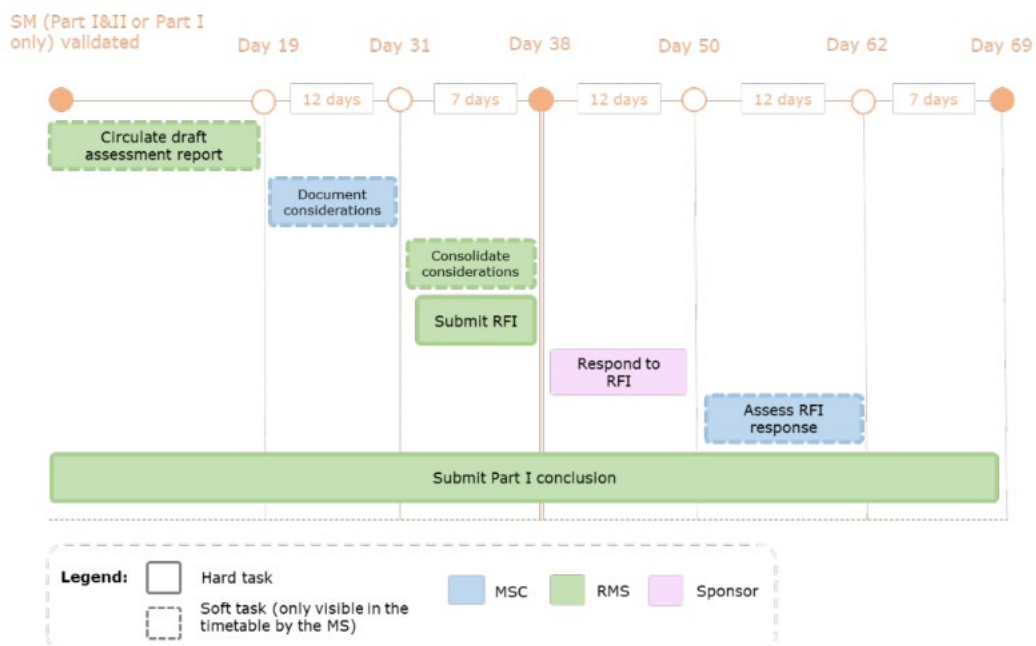 SM (Part I&II or Part I
only) validated
Day 19
Day 31
Day 38
Day 50
Day 62
Day 69
12 days
7 days
12 days
12 days
7 days
Circulate draft
assessment report
Document
considerations
Consolidate
considerations
Submit RFI
Respond to
RFI
Assess RFI
response
Submit Part I conclusion
Legend:
Hard task
MSC
RMS
Sponsor
Soft task (only visible in the
timetable by the MS)